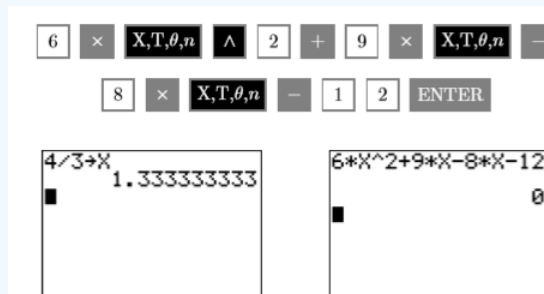 6 × X,T,θ,n ∧ 2 + 9 × X,T,θ,n −
8 × X,T,θ,n − 1 2 ENTER
4/3→X
1.333333333
6*X^2+9*X-8*X-12
0